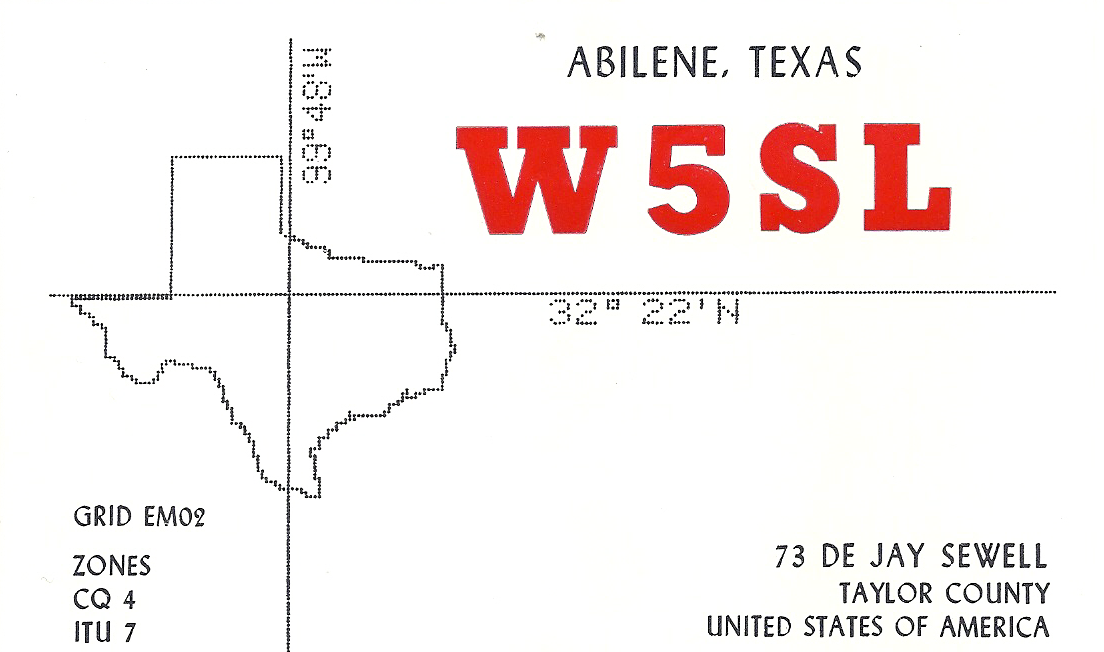 ABILENE, TEXAS
W5SL
99°48'W
32° 22'N
GRID EM02
ZONES
CQ 4
ITU 7
73 DE JAY SEWELL
TAYLOR COUNTY
UNITED STATES OF AMERICA